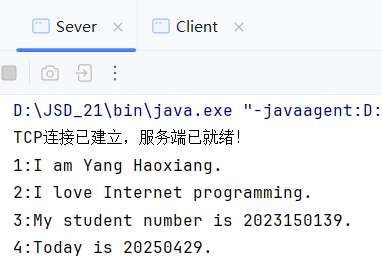 Sever Client
D:\JSD_21\bin\java.exe "-javaagent:D:
TCP连接已建立，服务端已就绪！
1:I am Yang Haoxiang.
2:I love Internet programming.
3:My student number is 2023150139.
4:Today is 20250429.